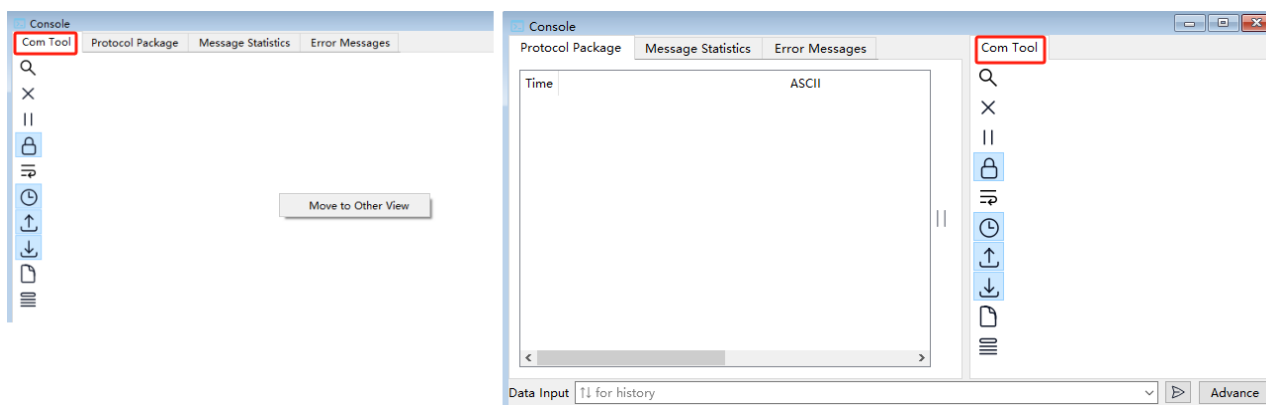 Console
Com Tool Protocol Package Message Statistics Error Messages
Move to Other View
Console
Protocol Package Message Statistics Error Messages
Com Tool
Time ASCII
Data Input ↑↓ for history Advance